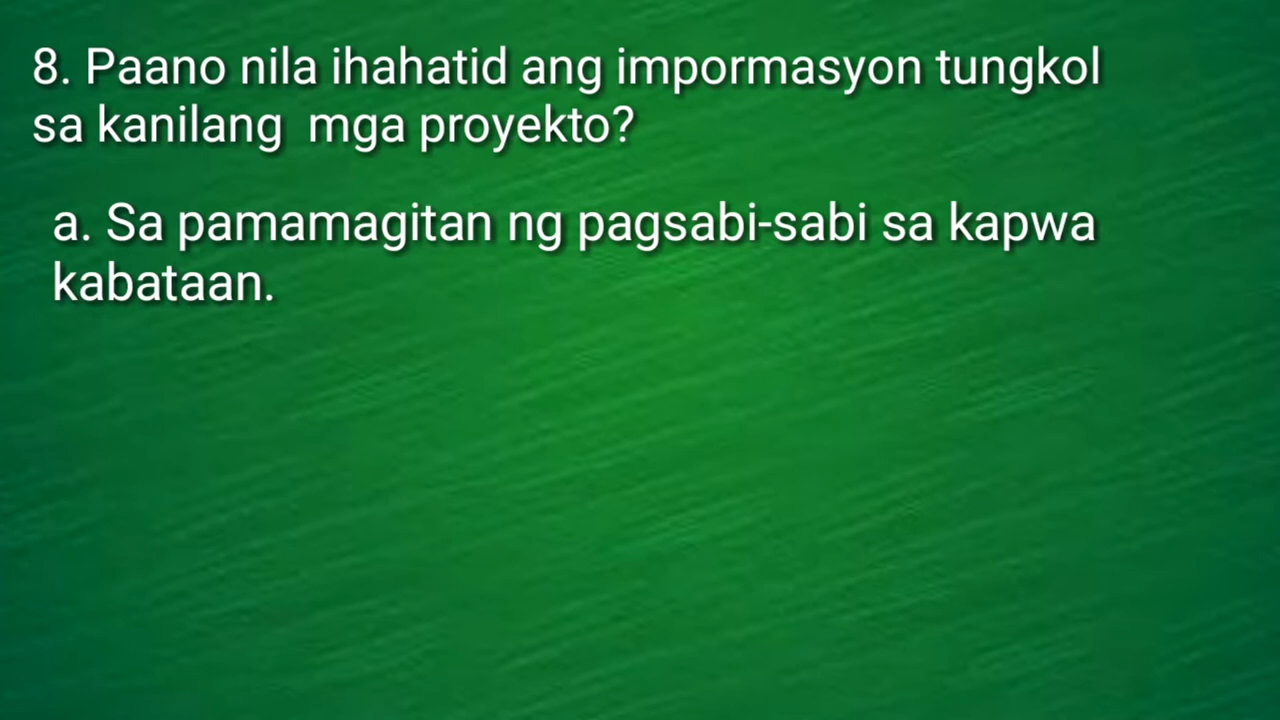 8. Paano nila ihahatid ang impormasyon tungkol
sa kanilang  mga proyekto?
a. Sa pamamagitan ng pagsabi-sabi sa kapwa
kabataan.